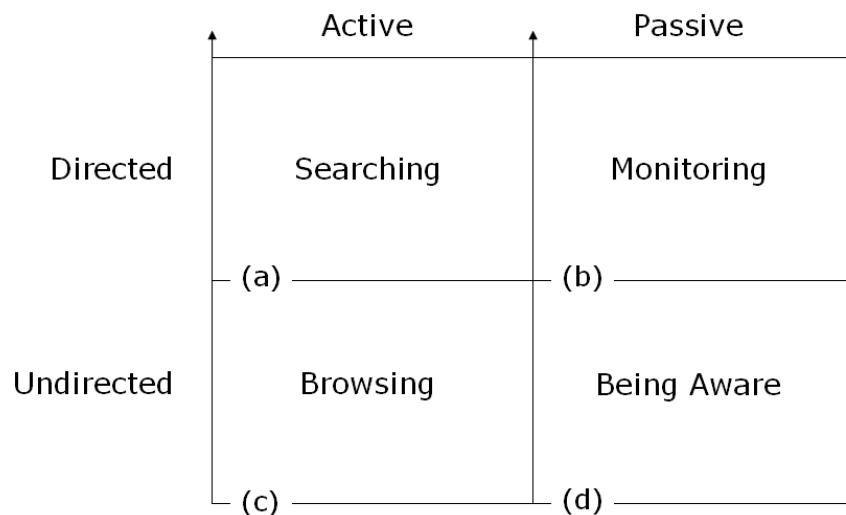 Active Passive
Directed Searching Monitoring
(a) (b)
Undirected Browsing Being Aware
(c) (d)